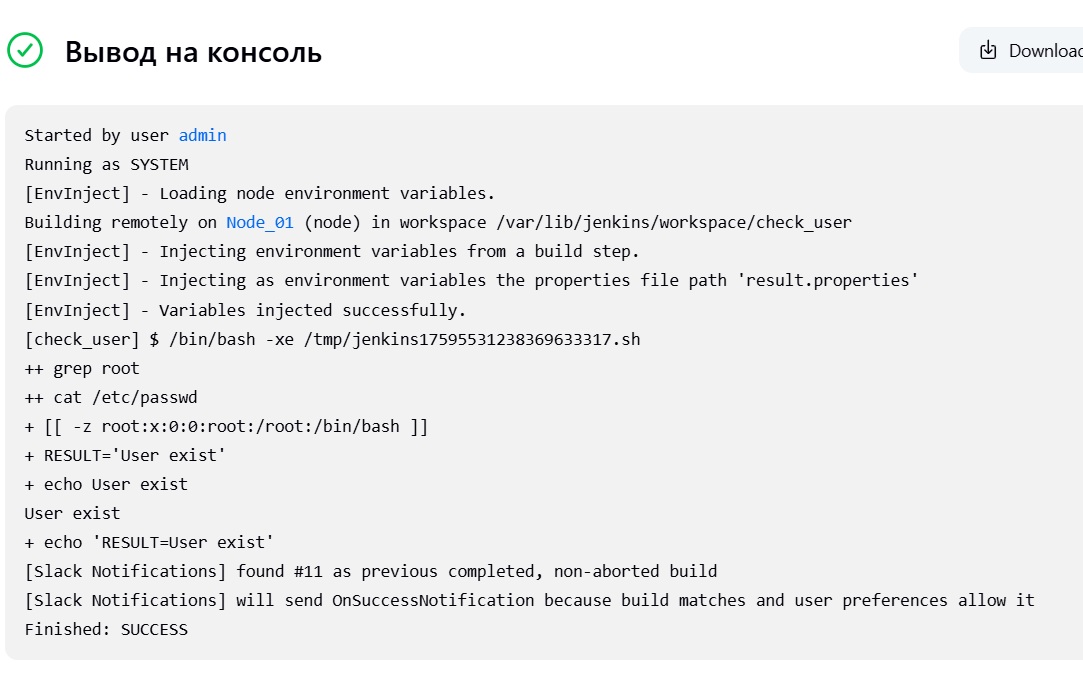 Вывод на консоль
Download
Started by user admin
Running as SYSTEM
[EnvInject] - Loading node environment variables.
Building remotely on Node_01 (node) in workspace /var/lib/jenkins/workspace/check_user
[EnvInject] - Injecting environment variables from a build step.
[EnvInject] - Injecting as environment variables the properties file path 'result.properties'
[EnvInject] - Variables injected successfully.
[check_user] $ /bin/bash -xe /tmp/jenkins17595531238369633317.sh
++ grep root
++ cat /etc/passwd
+ [[ -z root:x:0:0:root:/root:/bin/bash ]]
+ RESULT='User exist'
+ echo User exist
User exist
+ echo 'RESULT=User exist'
[Slack Notifications] found #11 as previous completed, non-aborted build
[Slack Notifications] will send OnSuccessNotification because build matches and user preferences allow it
Finished: SUCCESS